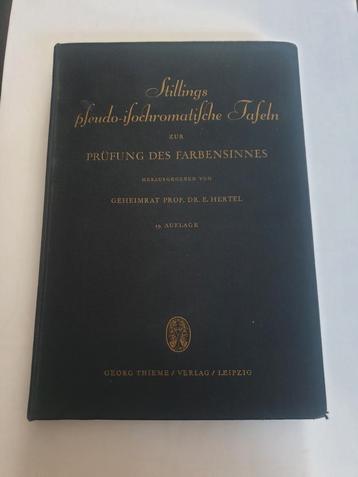 Stillings
pſeudo-iſochromatiſche Tafeln
ZUR
PRÜFUNG DES FARBENSINNES
HERAUSGEGEBEN VON
GEHEIMRAT PROF. DR. E. HERTEL
19. AUFLAGE
GEORG THIEME / VERLAG / LEIPZIG